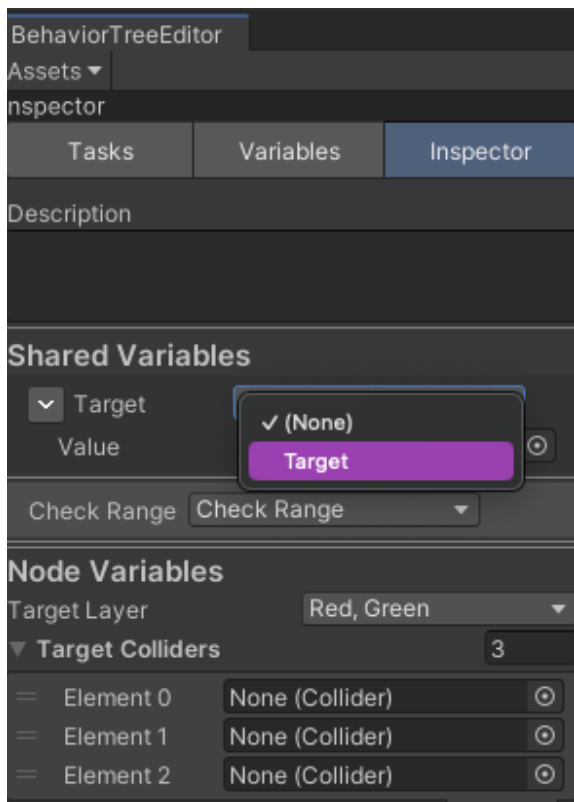 BehaviorTreeEditor
Assets
nspector
Tasks Variables Inspector
Description
Shared Variables
Target
✓ (None)
Target
Value
Check Range Check Range
Node Variables
Target Layer Red, Green
Target Colliders 3
Element 0 None (Collider)
Element 1 None (Collider)
Element 2 None (Collider)